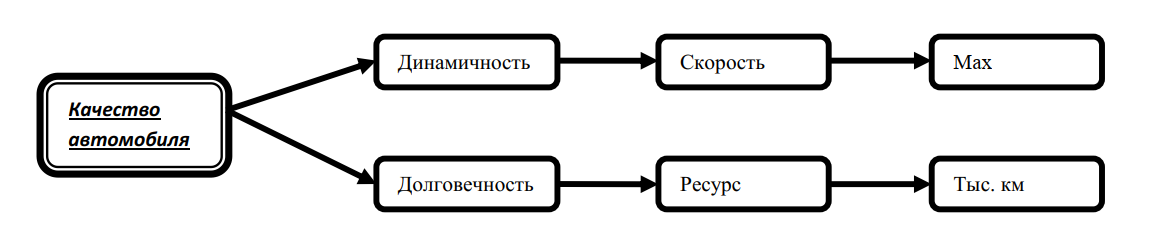 Качество
автомобиля
Динамичность
Скорость
Max
Долговечность
Ресурс
Тыс. км